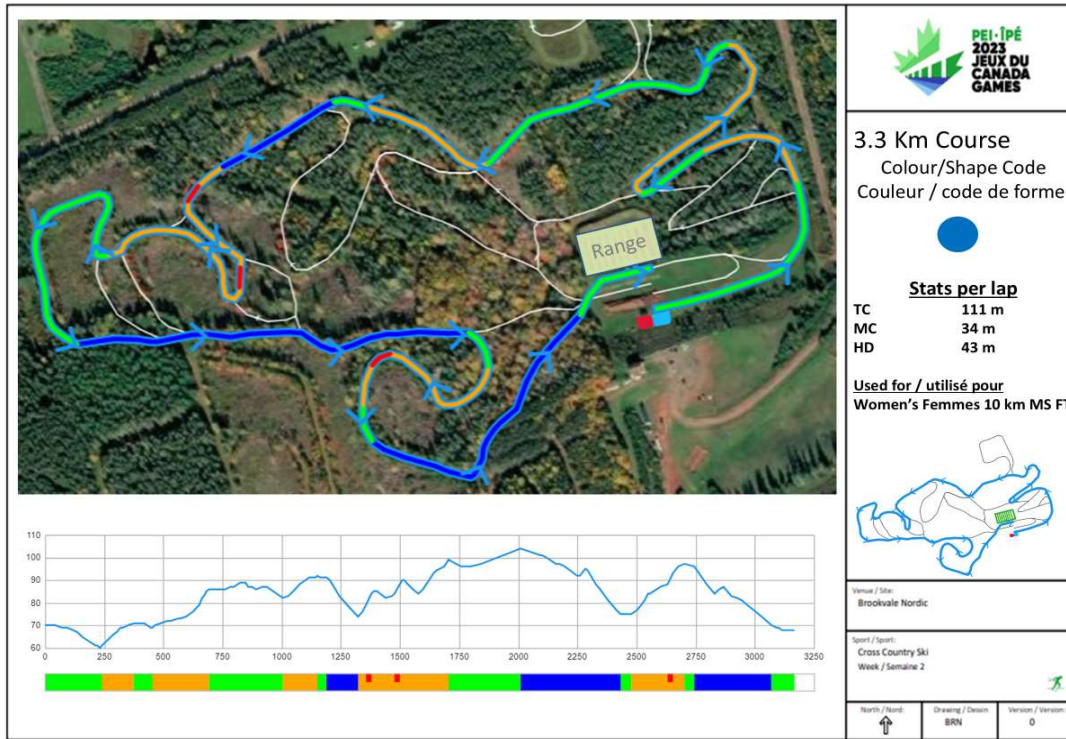 PEI·ÎPÉ
2023
JEUX DU
CANADA
GAMES
3.3 Km Course
Colour/Shape Code
Couleur / code de forme
Stats per lap
TC 111 m
MC 34 m
HD 43 m
Used for / utilisé pour
Women's Femmes 10 km MS FT
Range
110
100
90
80
70
60
0 250 500 750 1000 1250 1500 1750 2000 2250 2500 2750 3000 3250
Venue / Site:
Brookvale Nordic
Sport / Sport:
Cross Country Ski
Week / Semaine 2
North / Nord: Drawing / Dessin Version / Version:
BRN 0